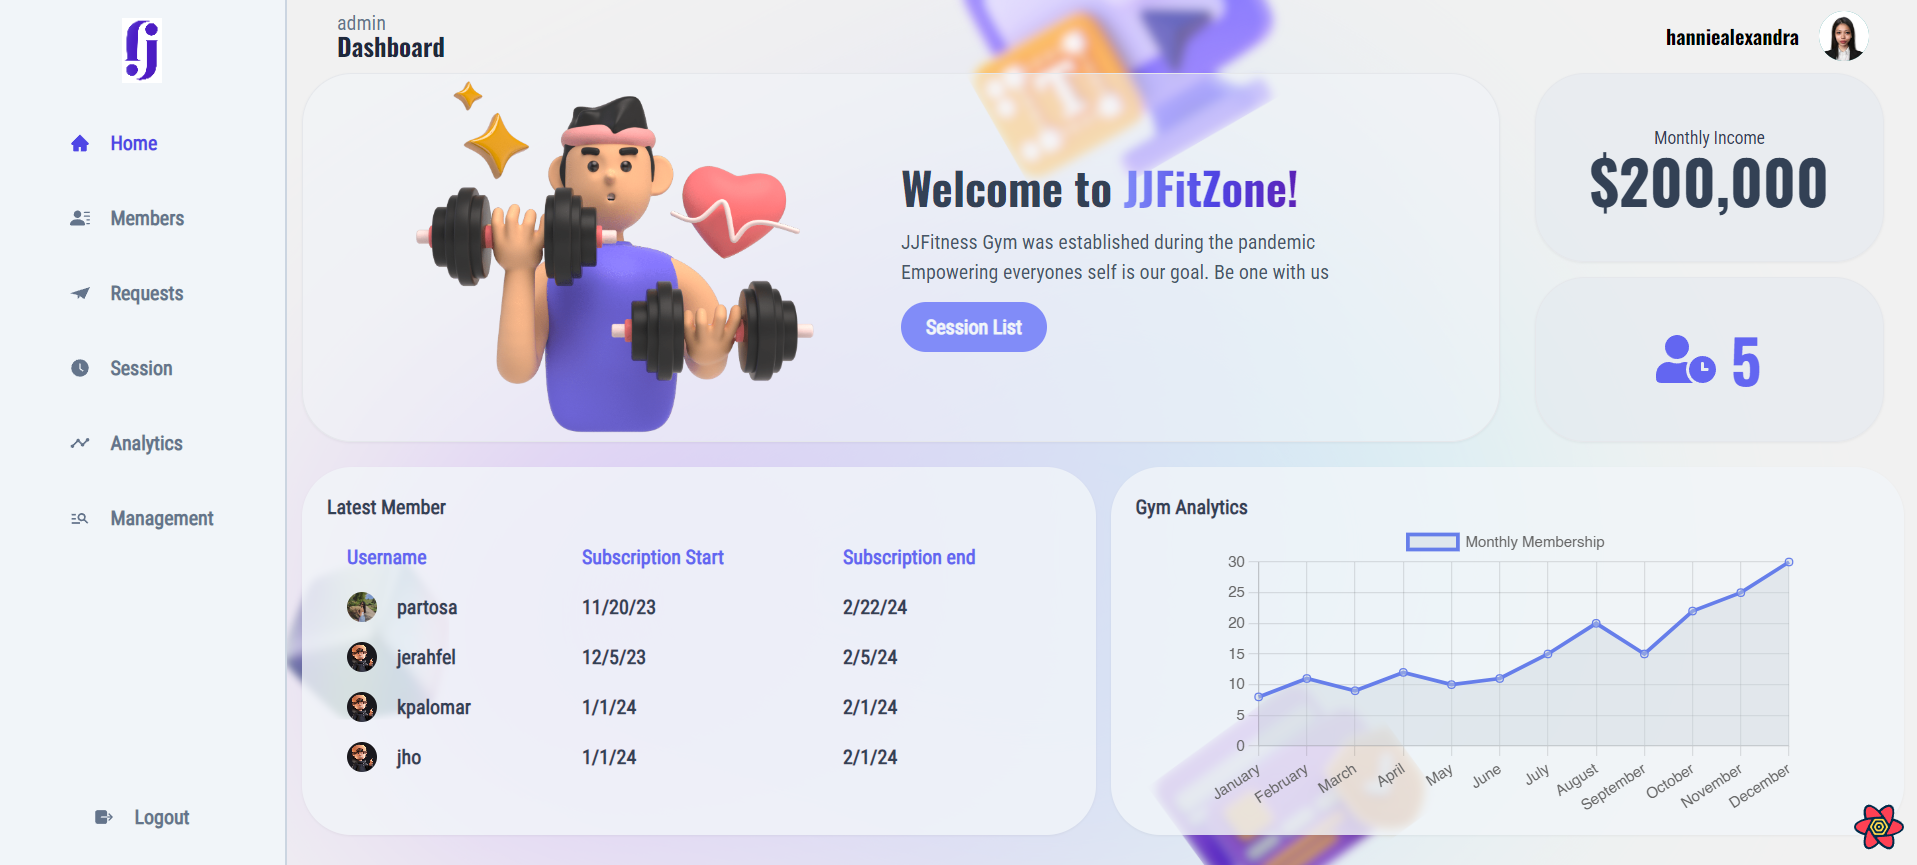 Home
Members
Requests
Session
Analytics
Management
Logout
admin
Dashboard
hanniealexandra
Welcome to JJFitZone!
JJFitness Gym was established during the pandemic
Empowering everyones self is our goal. Be one with us
Session List
Monthly Income
$200,000
5
Latest Member
Username Subscription Start Subscription end
partosa 11/20/23 2/22/24
jerahfel 12/5/23 2/5/24
kpalomar 1/1/24 2/1/24
jho 1/1/24 2/1/24
Gym Analytics
Monthly Membership
30
25
20
15
10
5
0
January February March April May June July August September October November December